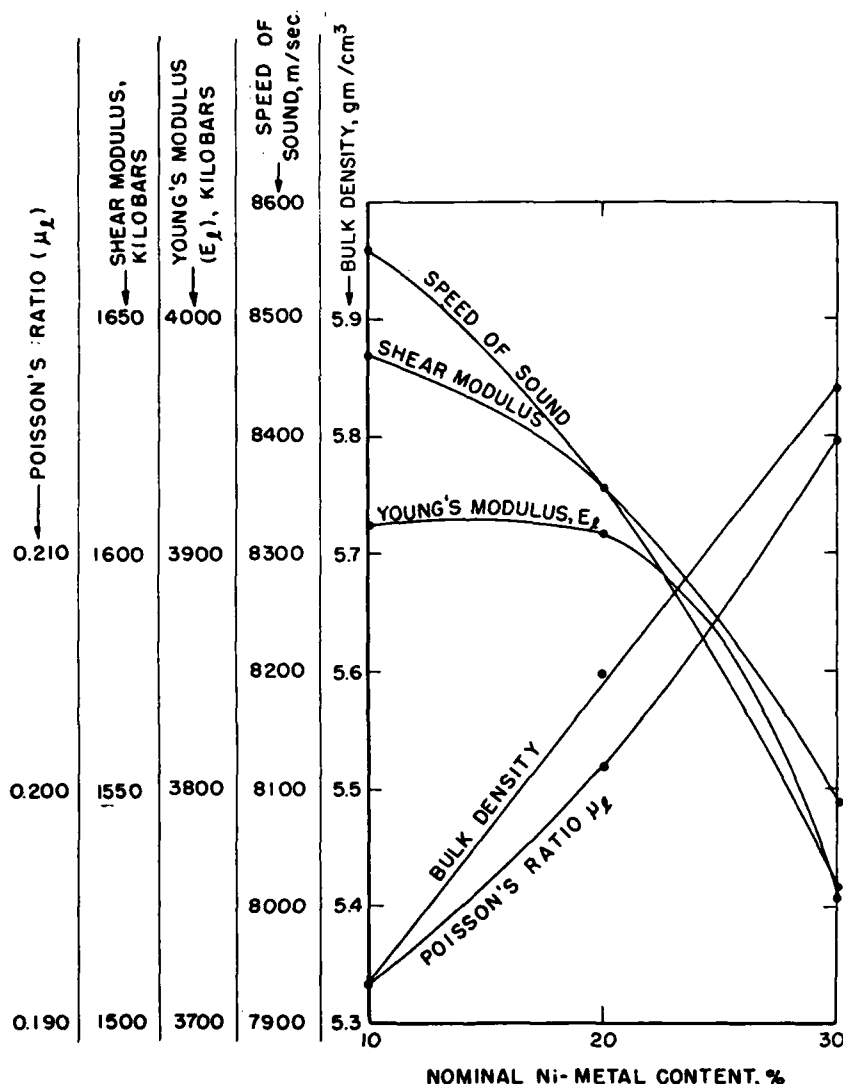 POISSON'S RATIO (μℓ)
0.210
0.200
0.190
SHEAR MODULUS,
KILOBARS
1650
1600
1550
1500
YOUNG'S MODULUS
(Eℓ), KILOBARS
4000
3900
3800
3700
SPEED OF
SOUND, m/sec.
8600
8500
8400
8300
8200
8100
8000
7900
BULK DENSITY, gm/cm³
5.9
5.8
5.7
5.6
5.5
5.4
5.3
SPEED OF SOUND
SHEAR MODULUS
YOUNG'S MODULUS, Eℓ
BULK DENSITY
POISSON'S RATIO μℓ
10
20
30
NOMINAL Ni-METAL CONTENT, %